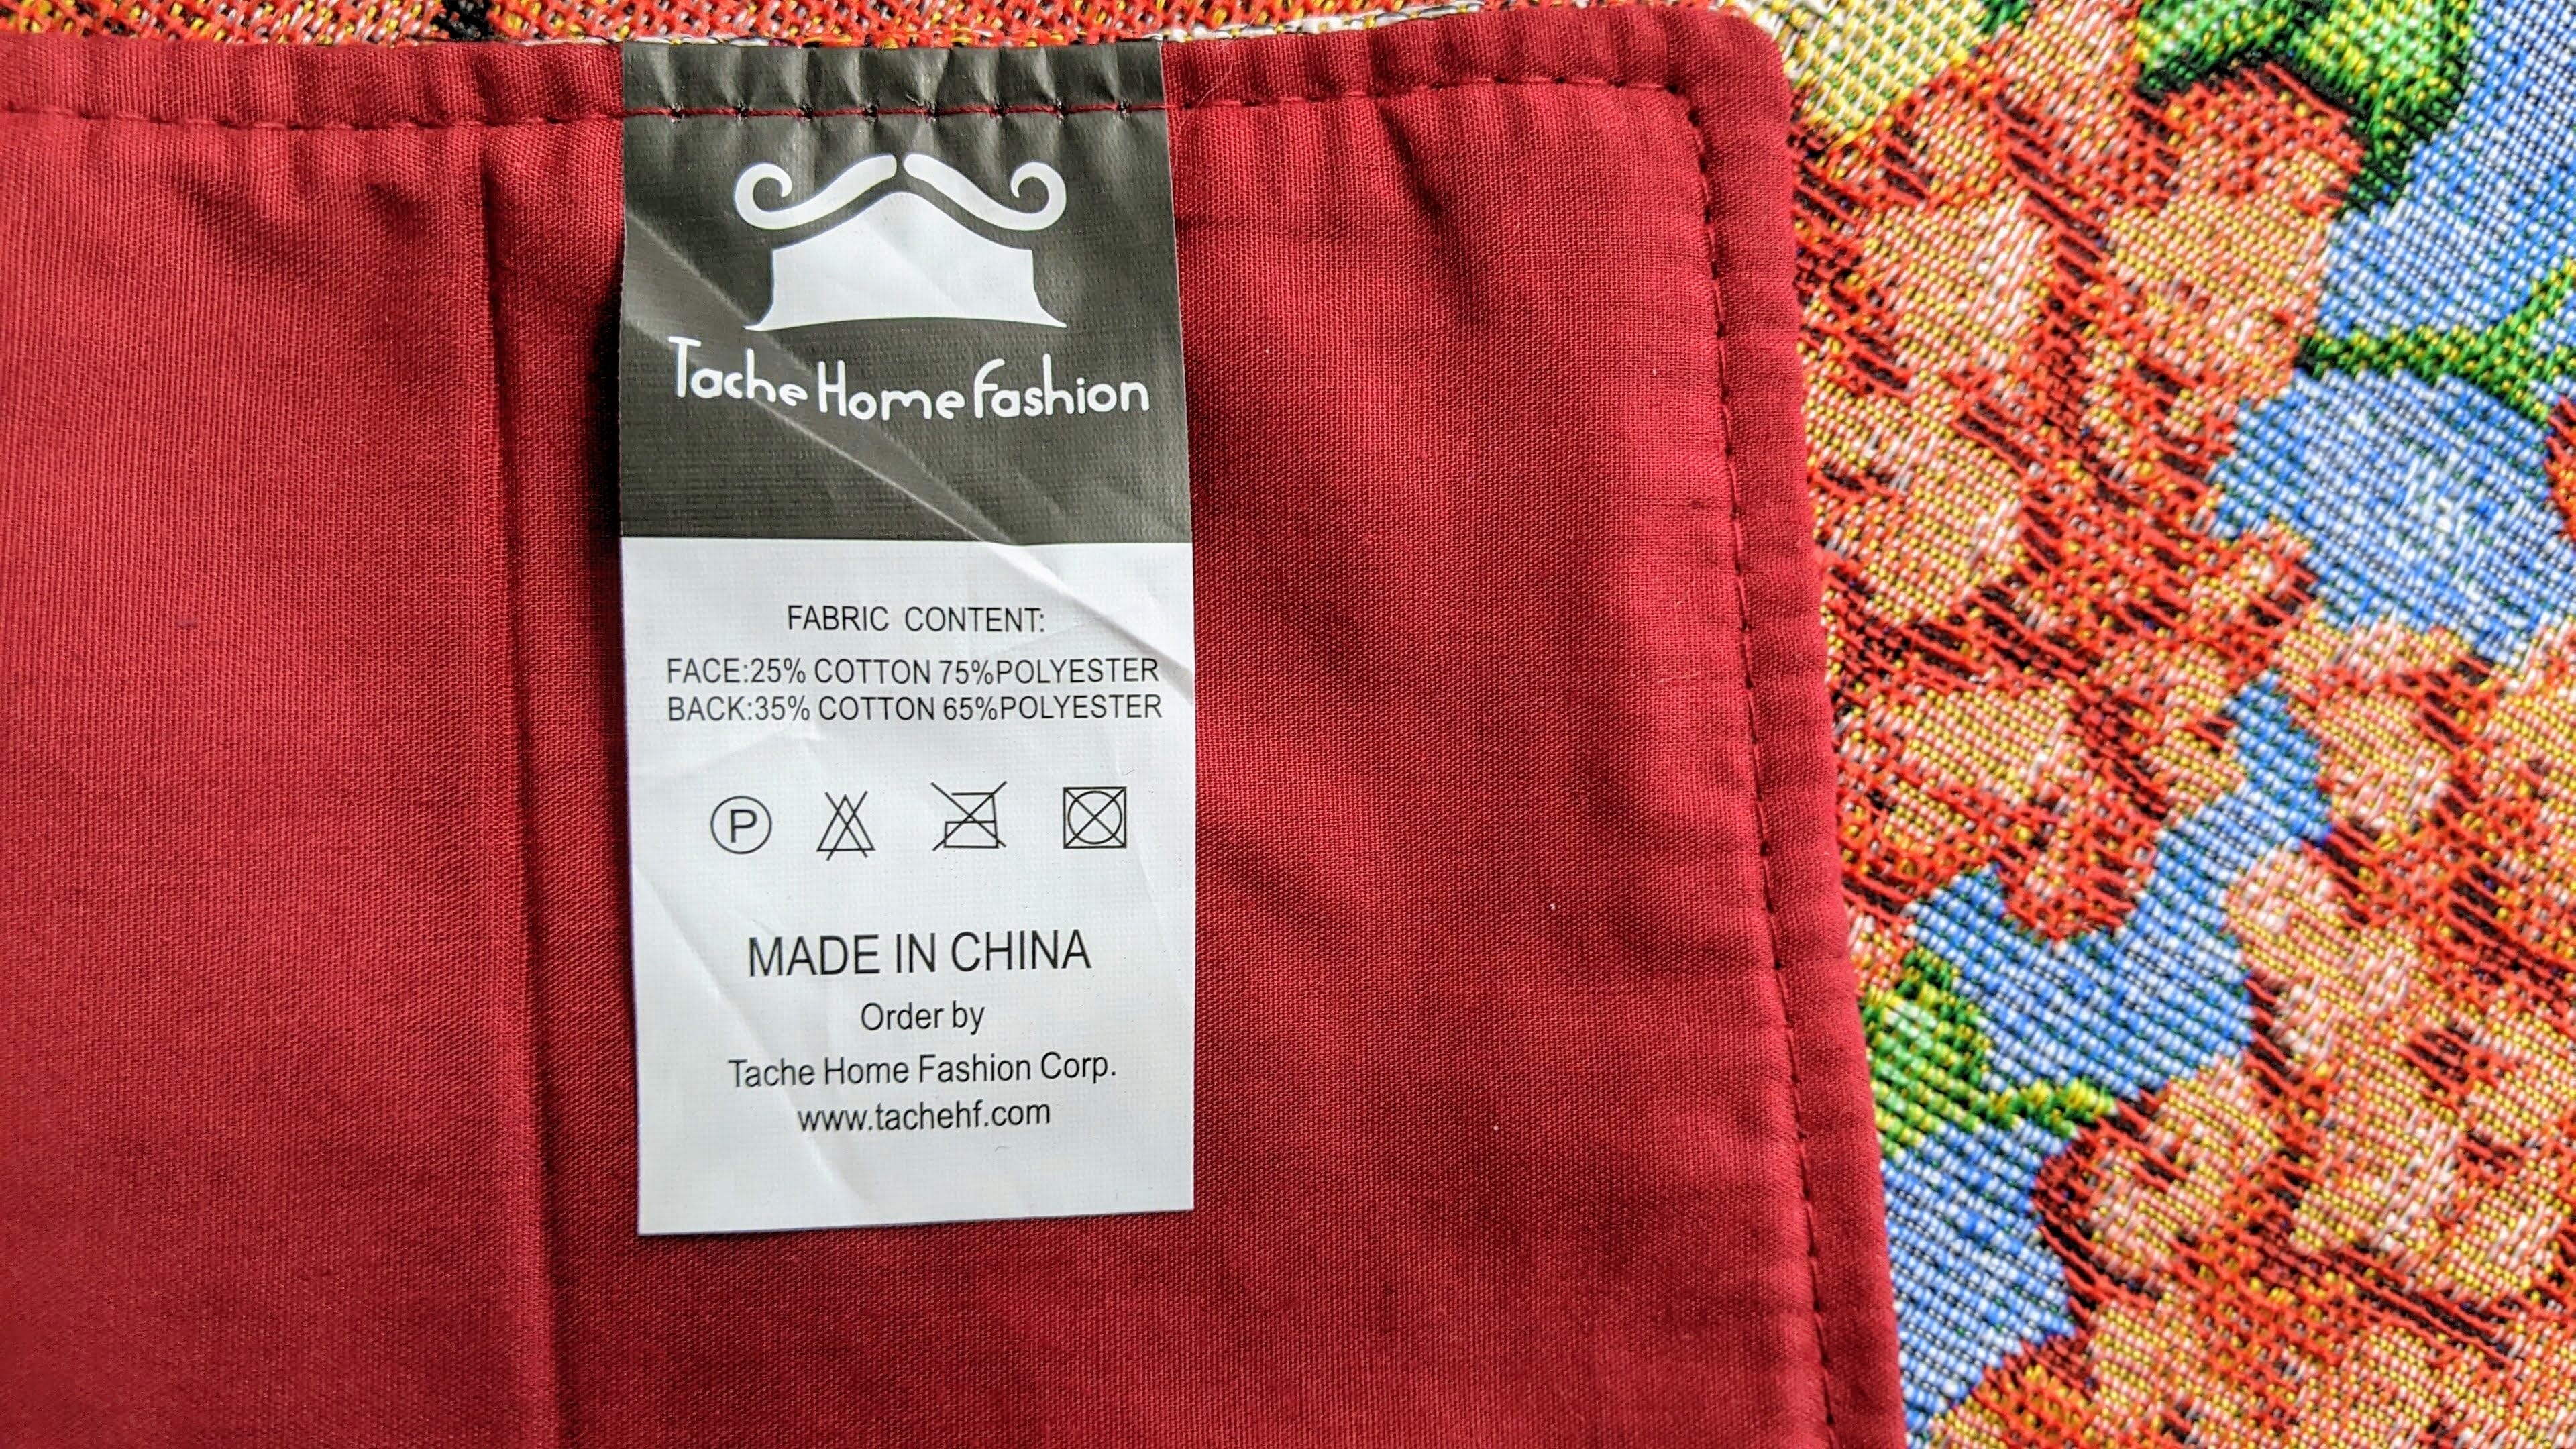 Tache Home Fashion
FABRIC CONTENT:
FACE:25% COTTON 75%POLYESTER
BACK:35% COTTON 65%POLYESTER
P
MADE IN CHINA
Order by
Tache Home Fashion Corp.
www.tachehf.com